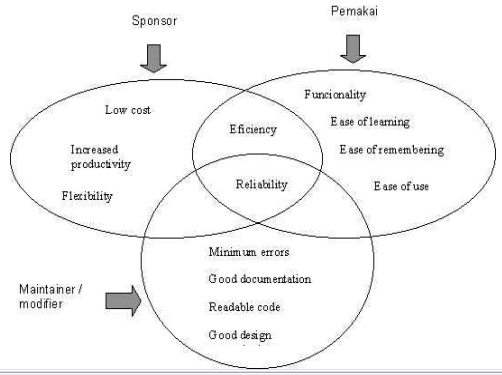 Sponsor
Pemakai
Low cost
Increased
productivity
Flexibility
Eficiency
Reliability
Funcionality
Ease of learning
Ease of remembering
Ease of use
Maintainer /
modifier
Minimum errors
Good documentation
Readable code
Good design